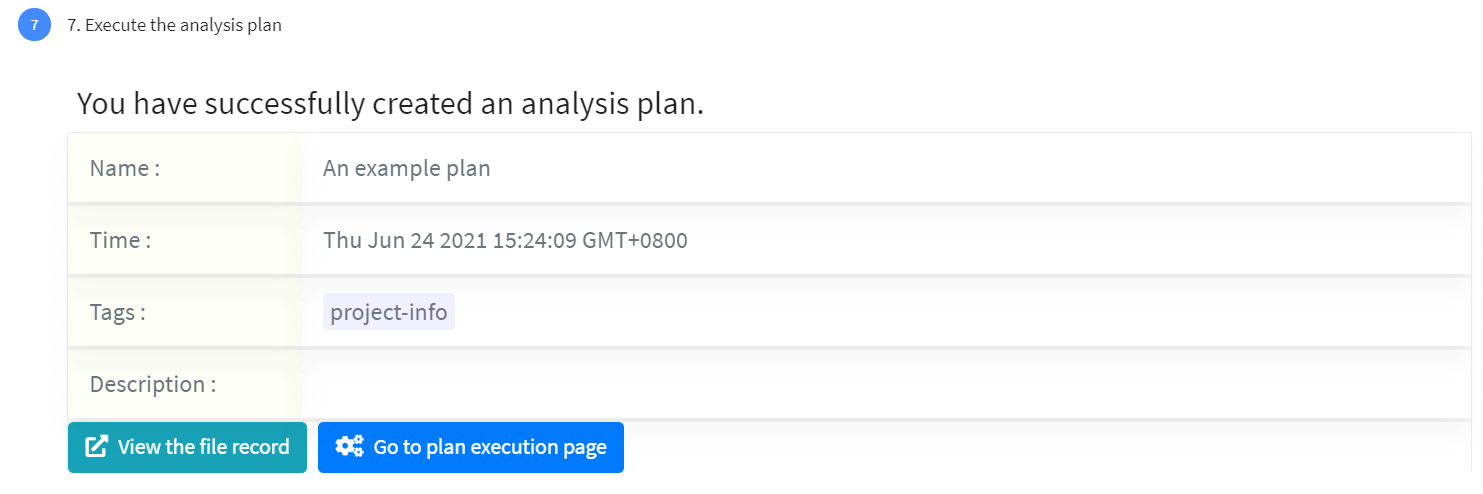 7 7. Execute the analysis plan
You have successfully created an analysis plan.
Name : An example plan
Time : Thu Jun 24 2021 15:24:09 GMT+0800
Tags : project-info
Description :
View the file record Go to plan execution page